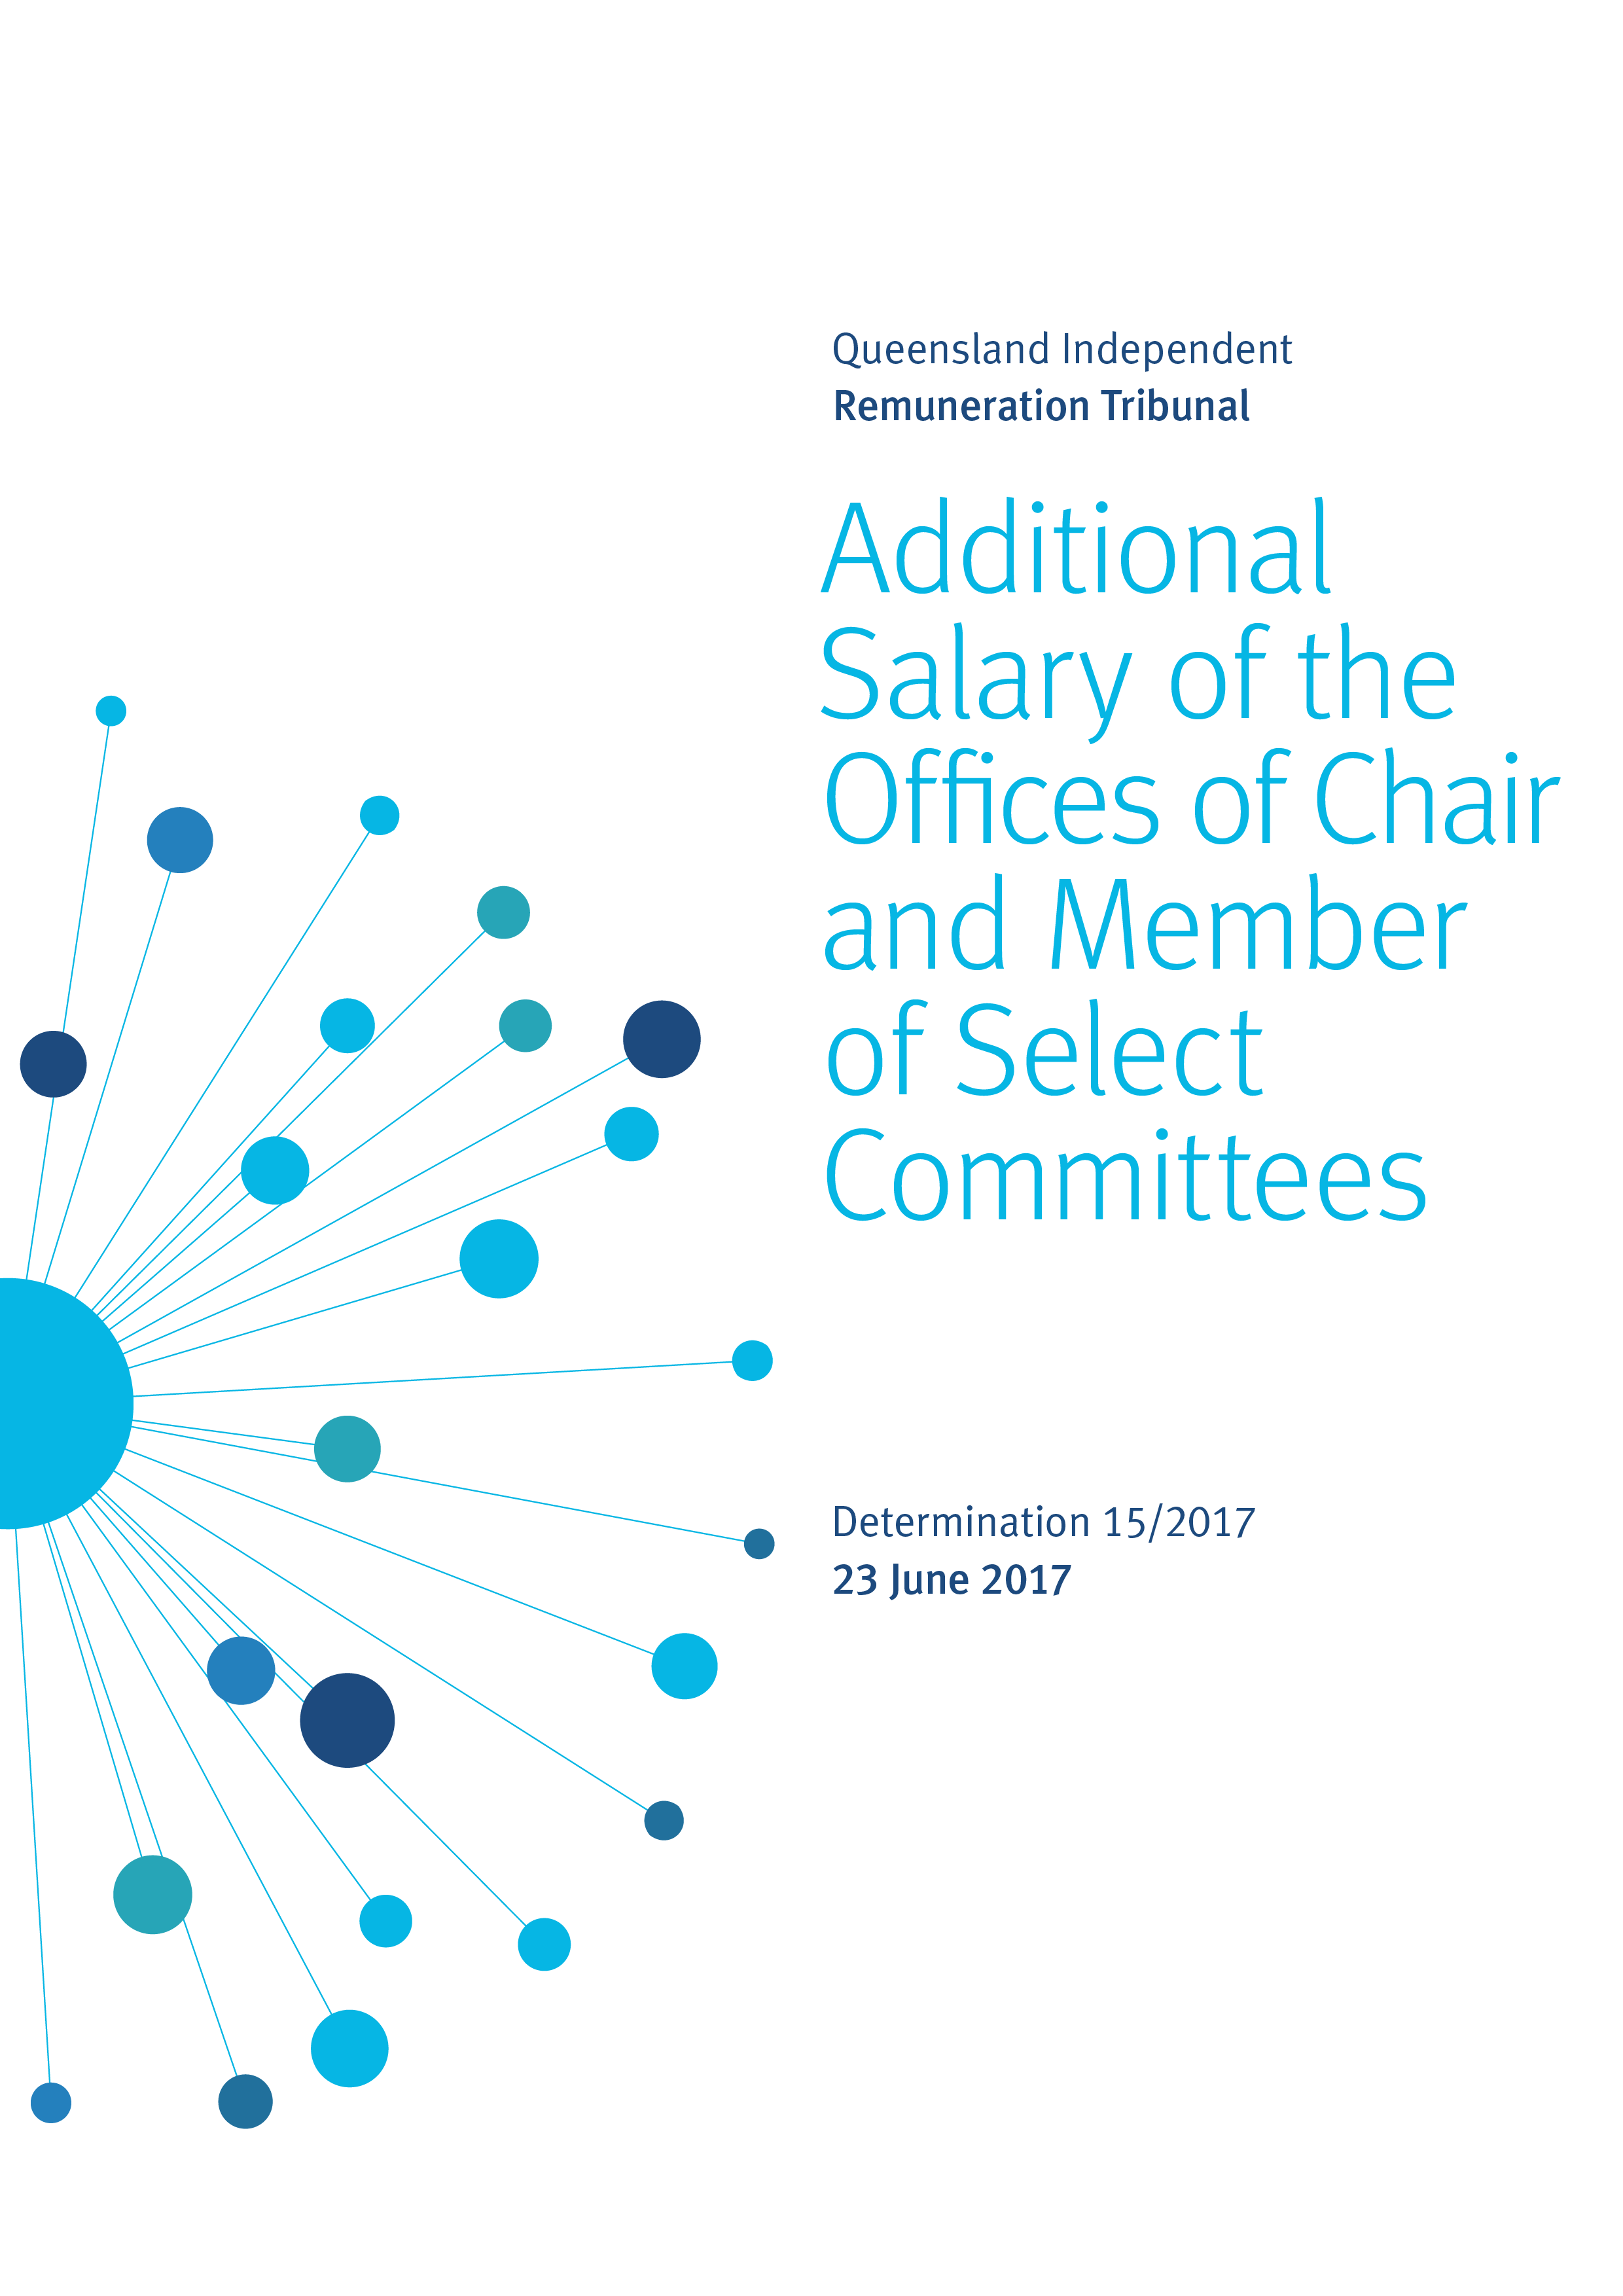 Queensland Independent
Remuneration Tribunal
Additional
Salary of the
Offices of Chair
and Member
of Select
Committees
Determination 15/2017
23 June 2017